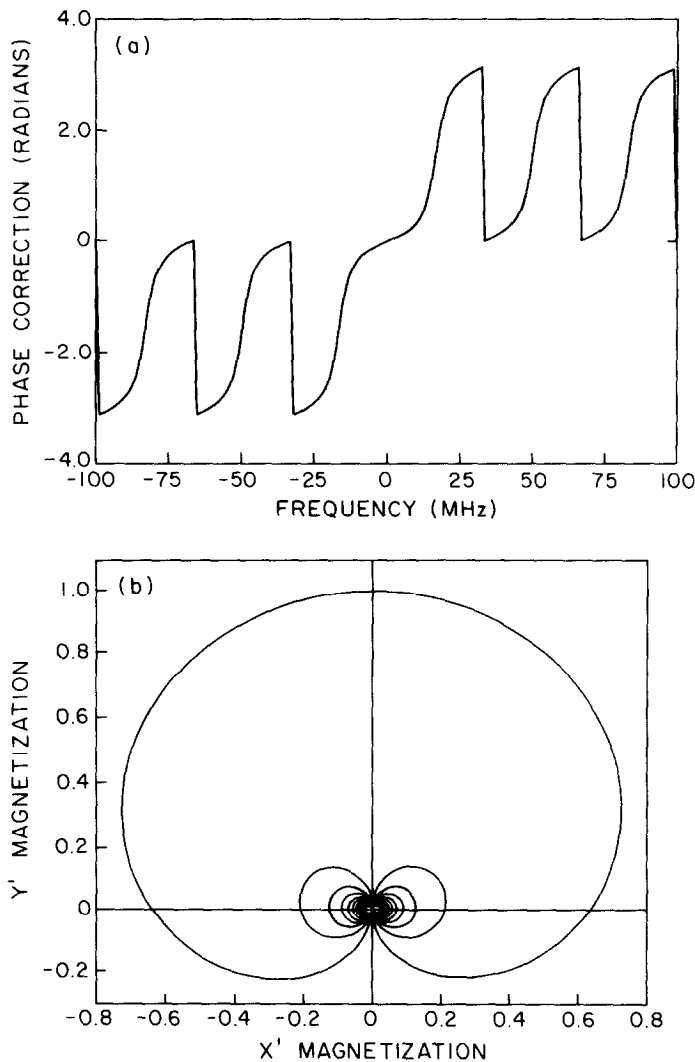 4.0
(a)
2.0
0
-2.0
-4.0
PHASE CORRECTION (RADIANS)
-100 -75 -50 -25 0 25 50 75 100
FREQUENCY (MHz)
1.0
(b)
0.8
0.6
0.4
0.2
0
-0.2
Y' MAGNETIZATION
-0.8 -0.6 -0.4 -0.2 0 0.2 0.4 0.6 0.8
X' MAGNETIZATION